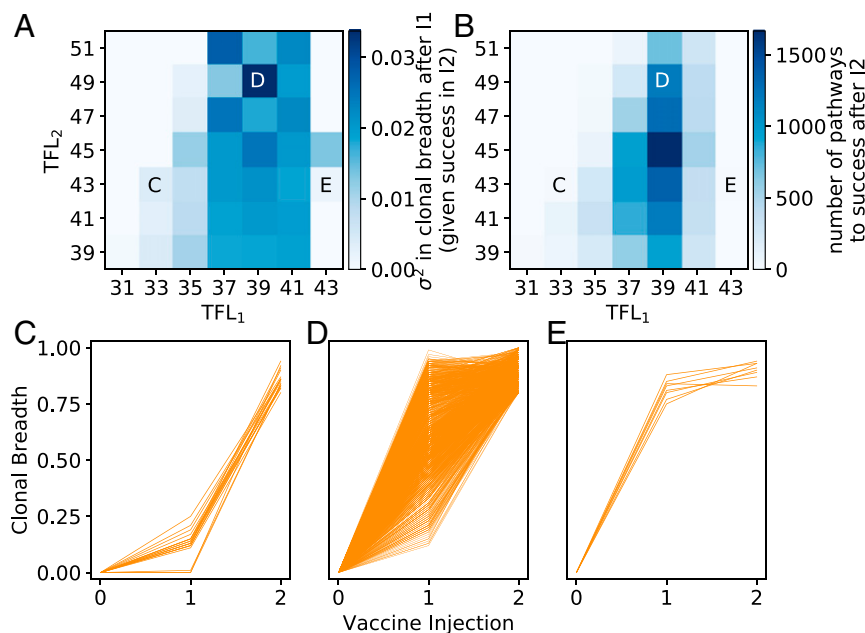 A
B
51
49
47
45
43
41
39
TFL2
D
C
E
31 33 35 37 39 41 43
TFL1
0.03
0.02
0.01
0.00
σ² in clonal breadth after I1
(given success in I2)
51
49
47
45
43
41
39
D
C
E
31 33 35 37 39 41 43
TFL1
1500
1000
500
0
number of pathways
to success after I2
C
D
E
1.00
0.75
0.50
0.25
0.00
Clonal Breadth
0 1 2
0 1 2
0 1 2
Vaccine Injection